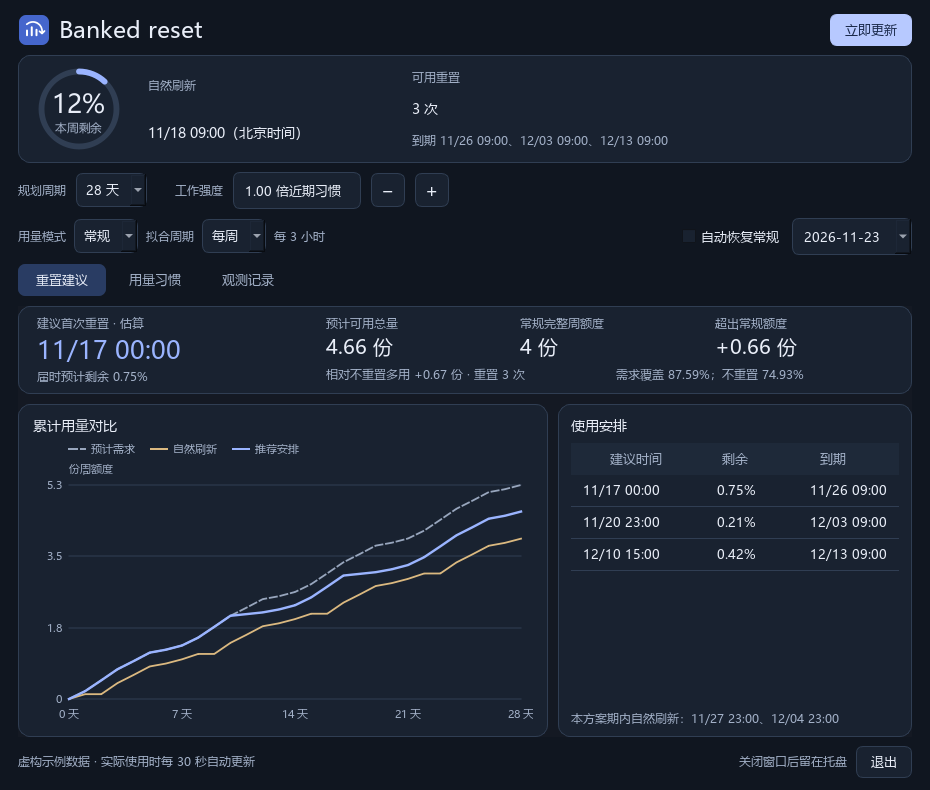 Banked reset
立即更新
12%
本周剩余
自然刷新
11/18 09:00（北京时间）
可用重置
3 次
到期 11/26 09:00、12/03 09:00、12/13 09:00
规划周期
28 天
工作强度
1.00 倍近期习惯
−
+
用量模式
常规
拟合周期
每周
每 3 小时
自动恢复常规
2026-11-23
重置建议
用量习惯
观测记录
建议首次重置 · 估算
11/17 00:00
届时预计剩余 0.75%
预计可用总量
4.66 份
常规完整周额度
4 份
超出常规额度
+0.66 份
相对不重置多用 +0.67 份 · 重置 3 次
需求覆盖 87.59%；不重置 74.93%
累计用量对比
预计需求
自然刷新
推荐安排
份周额度
5.3
3.5
1.8
0
0 天
7 天
14 天
21 天
28 天
使用安排
建议时间 剩余 到期
11/17 00:00 0.75% 11/26 09:00
11/20 23:00 0.21% 12/03 09:00
12/10 15:00 0.42% 12/13 09:00
本方案期内自然刷新：11/27 23:00、12/04 23:00
虚构示例数据 · 实际使用时每 30 秒自动更新
关闭窗口后留在托盘
退出